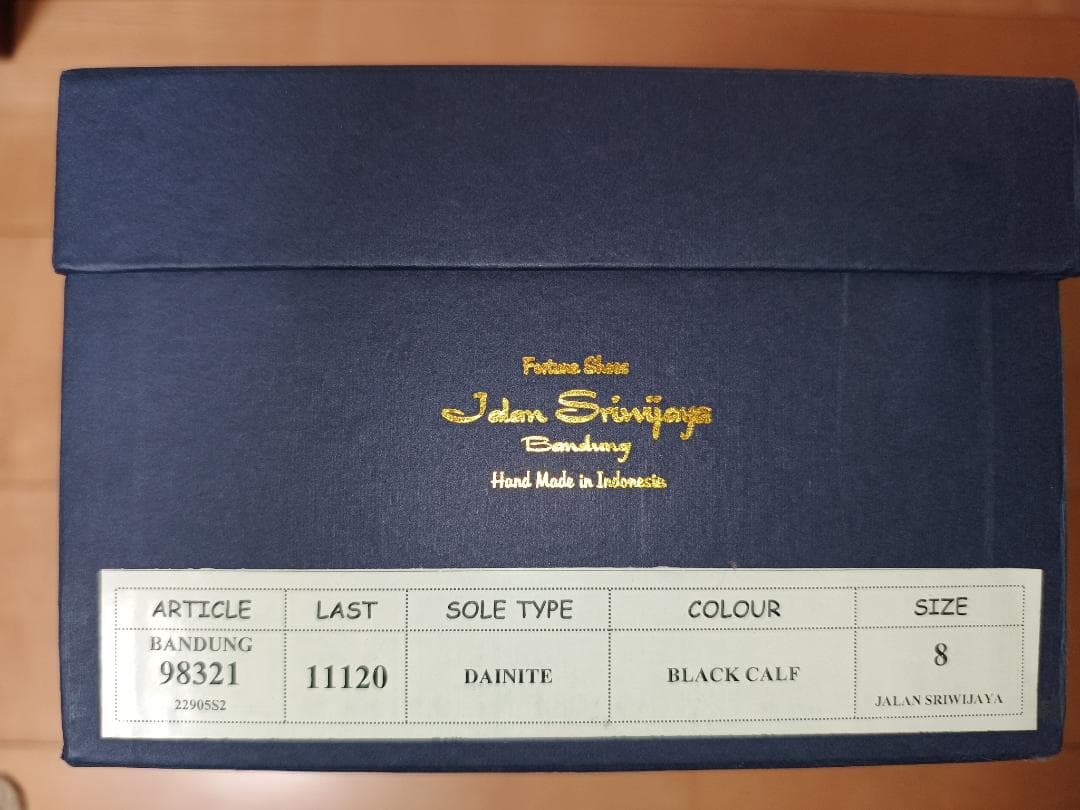 Fortune Shoes
Jalan Sriwijaya
Bandung
Hand Made in Indonesia
ARTICLE LAST SOLE TYPE COLOUR SIZE
BANDUNG
98321 11120 DAINITE BLACK CALF 8
22905S2 JALAN SRIWIJAYA